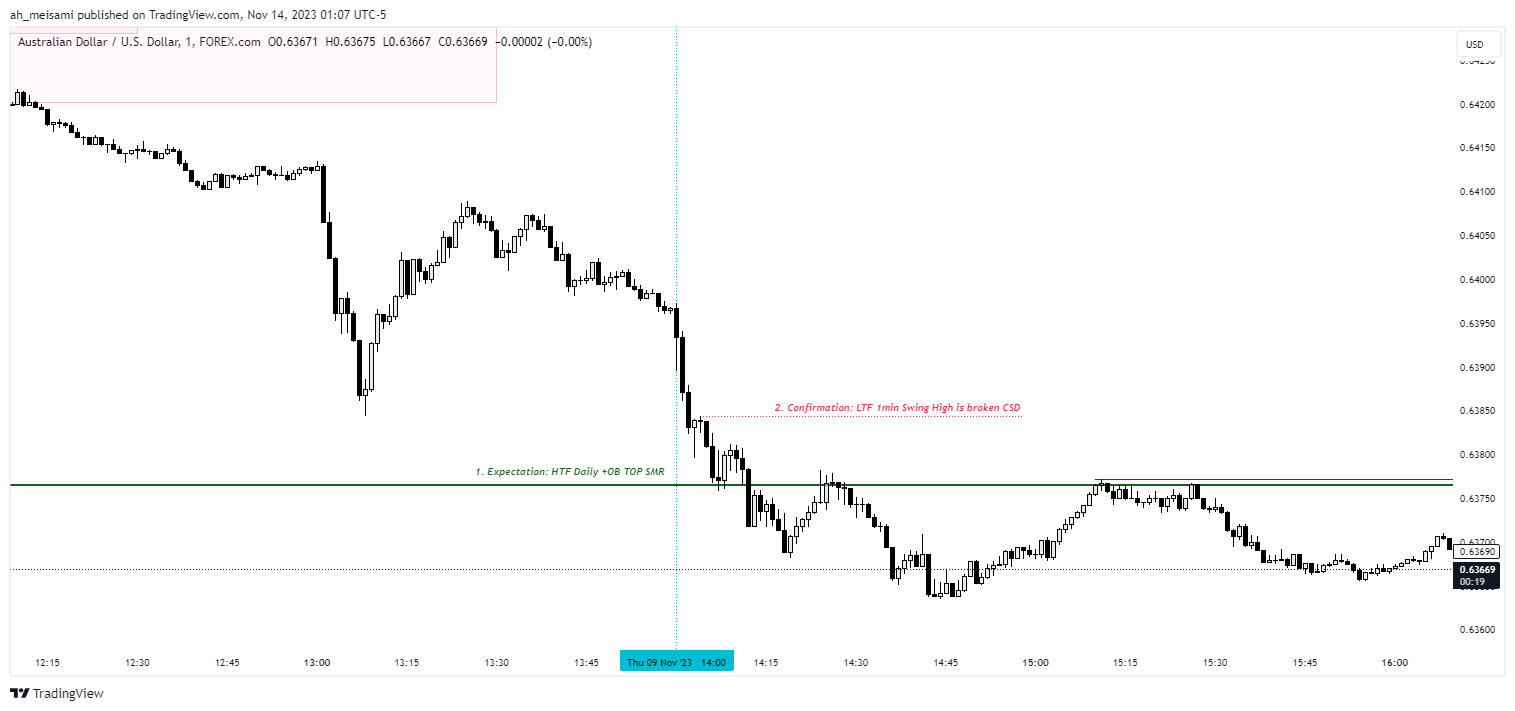 ah_meisami published on TradingView.com, Nov 14, 2023 01:07 UTC-5
Australian Dollar / U.S. Dollar, 1, FOREX.com O0.63671 H0.63675 L0.63667 C0.63669 −0.00002 (−0.00%)
USD
0.64200
0.64150
0.64100
0.64050
0.64000
0.63950
0.63900
0.63850
2. Confirmation: LTF 1min Swing High is broken CSD
0.63800
1. Expectation: HTF Daily +OB TOP SMR
0.63750
0.63700
0.63690
0.63669
00:19
0.63600
12:15 12:30 12:45 13:00 13:15 13:30 13:45 Thu 09 Nov '23 14:00 14:15 14:30 14:45 15:00 15:15 15:30 15:45 16:00
TradingView